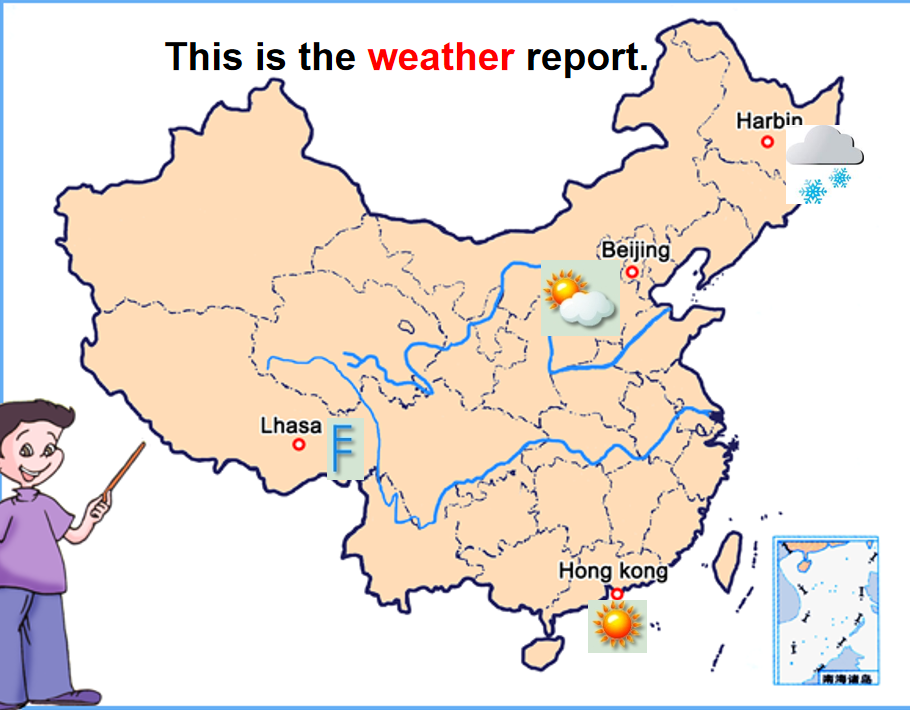 This is the weather report.
Harbin
Beijing
Lhasa
Hong kong
南海诸岛